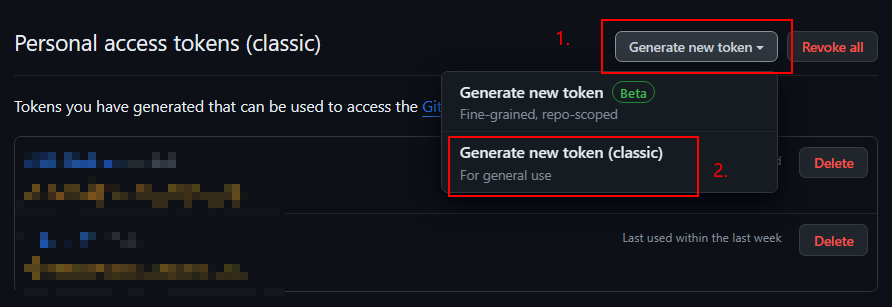 Personal access tokens (classic)
1.
Generate new token
Revoke all
Generate new token Beta
Fine-grained, repo-scoped
Tokens you have generated that can be used to access the Git
Generate new token (classic)
For general use
2.
Delete
Last used within the last week
Delete